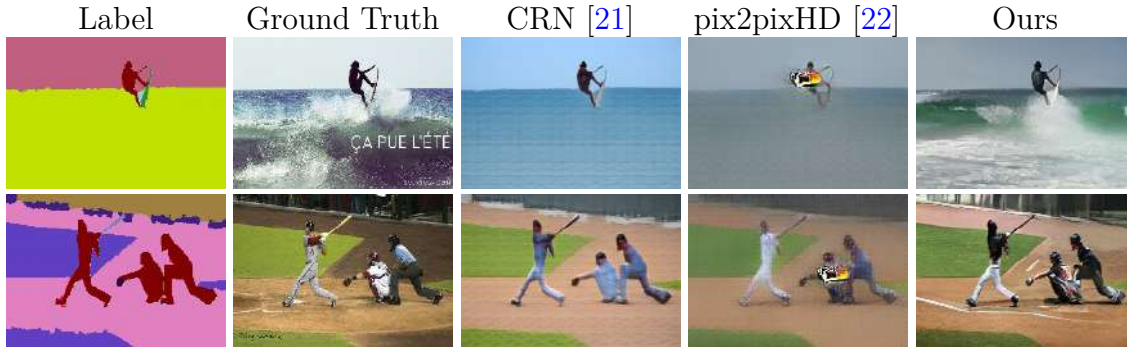 Label Ground Truth CRN [21] pix2pixHD [22] Ours
ÇA PUE L'ÉTÉ